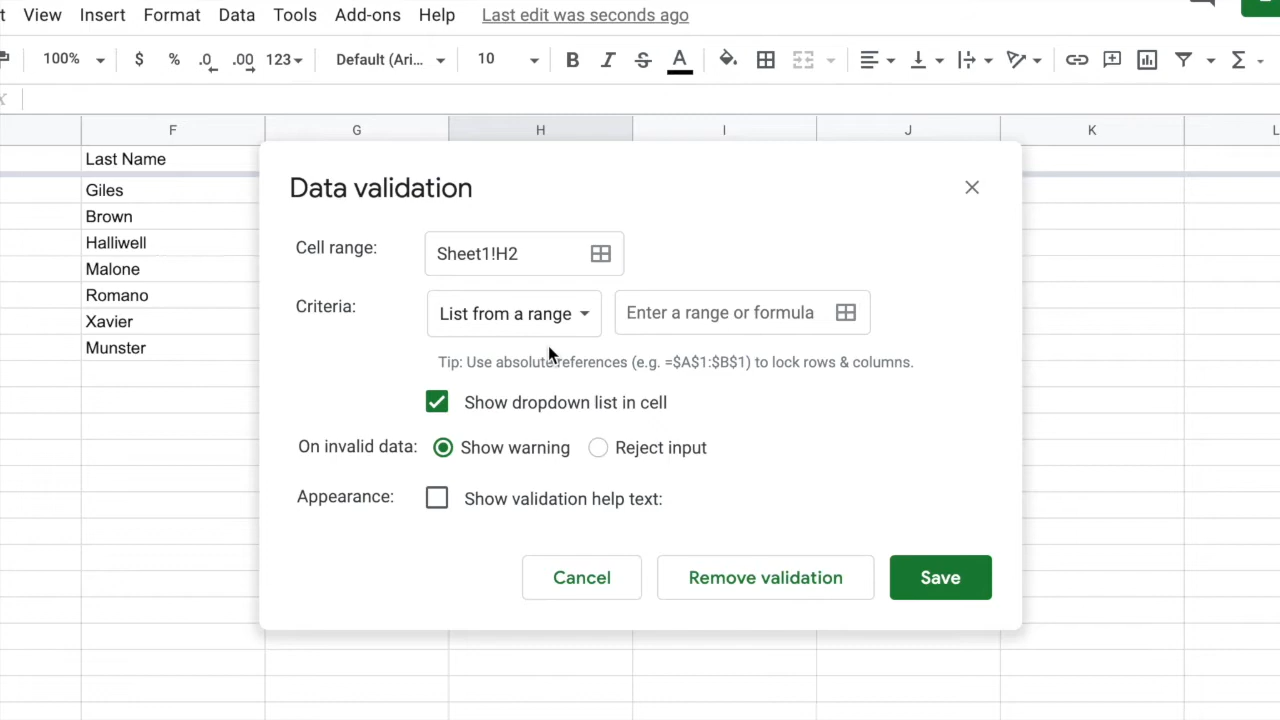 t View Insert Format Data Tools Add-ons Help Last edit was seconds ago
100% $ % .0 .00 123 Default (Ari... 10 B I S A Σ
F G H I J K L
Last Name
Giles
Brown
Halliwell
Malone
Romano
Xavier
Munster
Data validation
Cell range: Sheet1!H2
Criteria: List from a range Enter a range or formula
Tip: Use absolute references (e.g. =$A$1:$B$1) to lock rows & columns.
Show dropdown list in cell
On invalid data: Show warning Reject input
Appearance: Show validation help text:
Cancel Remove validation Save